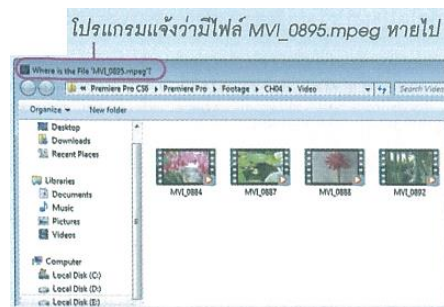 โปรแกรมแจ้งว่ามีไฟล์ MVI_0895.mpeg หายไป
Where is the File 'MVI_0895.mpeg'?
« Premiere Pro CS6 ▸ Premiere Pro ▸ Footage ▸ CH04 ▸ Video
Search Video
Organize
New folder
Desktop
Downloads
Recent Places
Libraries
Documents
Music
Pictures
Videos
Computer
Local Disk (C:)
Local Disk (D:)
Local Disk (E:)
MVI_0884
MVI_0887
MVI_0888
MVI_0892